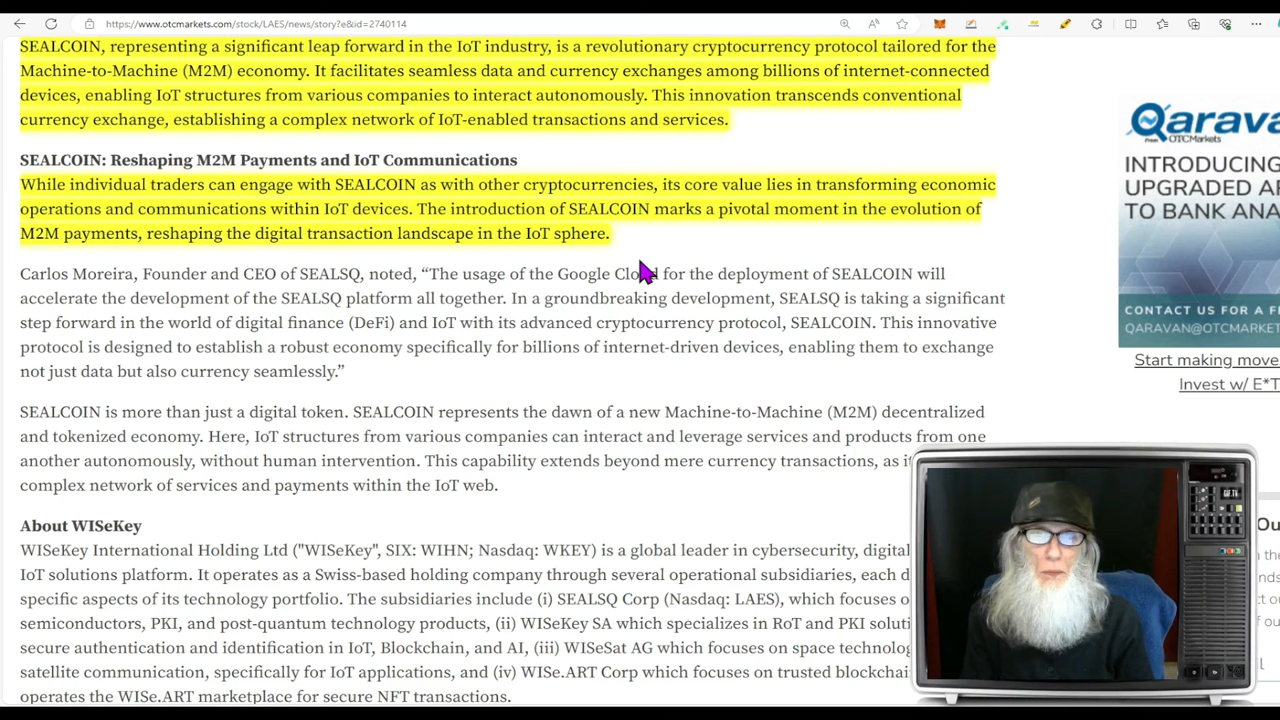 https://www.otcmarkets.com/stock/LAES/news/story?e&id=2740114
SEALCOIN, representing a significant leap forward in the IoT industry, is a revolutionary cryptocurrency protocol tailored for the
Machine-to-Machine (M2M) economy. It facilitates seamless data and currency exchanges among billions of internet-connected
devices, enabling IoT structures from various companies to interact autonomously. This innovation transcends conventional
currency exchange, establishing a complex network of IoT-enabled transactions and services.
SEALCOIN: Reshaping M2M Payments and IoT Communications
While individual traders can engage with SEALCOIN as with other cryptocurrencies, its core value lies in transforming economic
operations and communications within IoT devices. The introduction of SEALCOIN marks a pivotal moment in the evolution of
M2M payments, reshaping the digital transaction landscape in the IoT sphere.
Carlos Moreira, Founder and CEO of SEALSQ, noted, “The usage of the Google Cloud for the deployment of SEALCOIN will
accelerate the development of the SEALSQ platform all together. In a groundbreaking development, SEALSQ is taking a significant
step forward in the world of digital finance (DeFi) and IoT with its advanced cryptocurrency protocol, SEALCOIN. This innovative
protocol is designed to establish a robust economy specifically for billions of internet-driven devices, enabling them to exchange
not just data but also currency seamlessly.”
SEALCOIN is more than just a digital token. SEALCOIN represents the dawn of a new Machine-to-Machine (M2M) decentralized
and tokenized economy. Here, IoT structures from various companies can interact and leverage services and products from one
another autonomously, without human intervention. This capability extends beyond mere currency transactions, as it
complex network of services and payments within the IoT web.
About WISeKey
WISeKey International Holding Ltd ("WISeKey", SIX: WIHN; Nasdaq: WKEY) is a global leader in cybersecurity, digital
IoT solutions platform. It operates as a Swiss-based holding company through several operational subsidiaries, each d
specific aspects of its technology portfolio. The subsidiaries include (i) SEALSQ Corp (Nasdaq: LAES), which focuses o
semiconductors, PKI, and post-quantum technology products, (ii) WISeKey SA which specializes in RoT and PKI soluti
secure authentication and identification in IoT, Blockchain, and AI, (iii) WISeSat AG which focuses on space technolog
satellite communication, specifically for IoT applications, and (iv) WISe.ART Corp which focuses on trusted blockchai
operates the WISe.ART marketplace for secure NFT transactions.
Qarava
From OTCMarkets
INTRODUCING
UPGRADED A
TO BANK ANA
CONTACT US FOR A F
QARAVAN@OTCMARKET
Start making move
Invest w/ E*T
GIF.TV